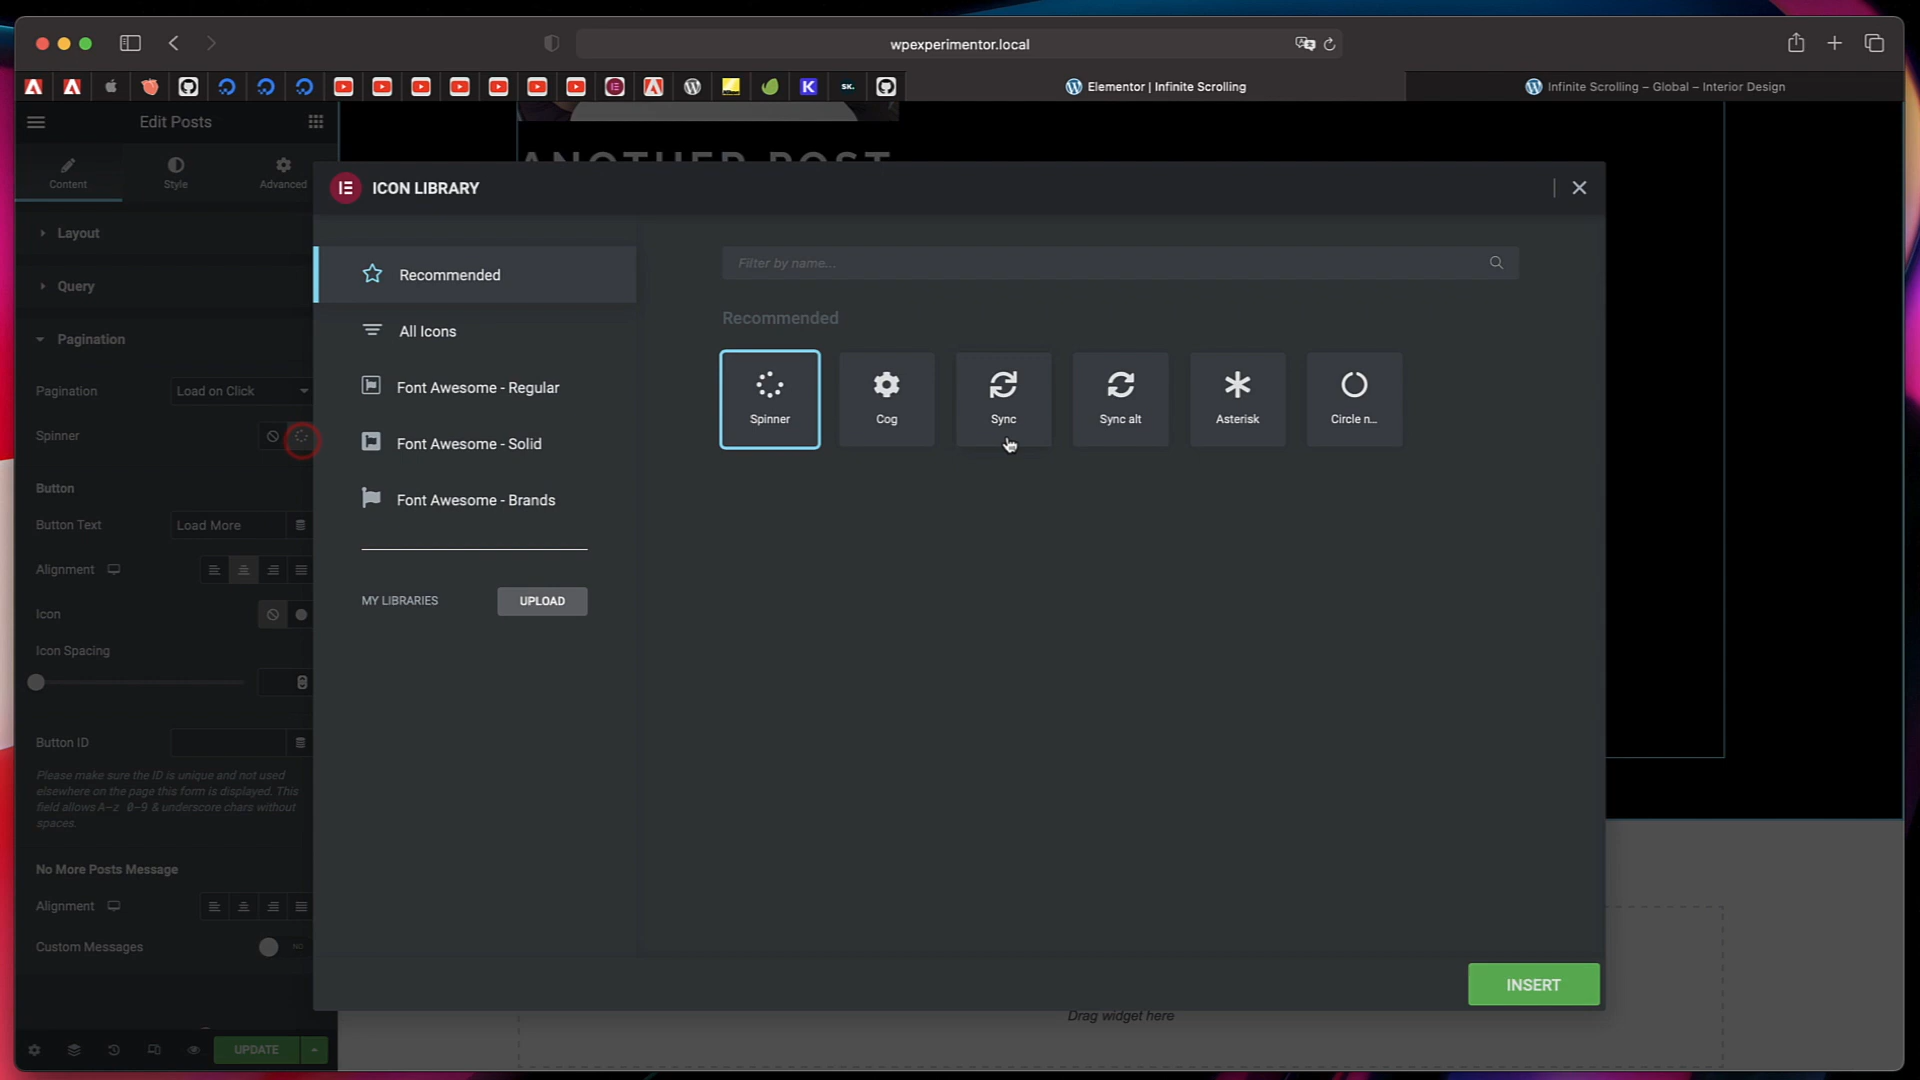 wpexperimentor.local
SK.
Elementor | Infinite Scrolling
Infinite Scrolling – Global – Interior Design
Edit Posts
Content
Style
Advanced
ANOTHER POST
ICON LIBRARY
Layout
Query
Pagination
Pagination
Load on Click
Spinner
Button
Button Text
Load More
Alignment
Icon
Icon Spacing
Button ID
Please make sure the ID is unique and not used
elsewhere on the page this form is displayed. This
field allows A–z 0–9 & underscore chars without
spaces.
No More Posts Message
Alignment
Custom Messages
NO
UPDATE
Recommended
All Icons
Font Awesome - Regular
Font Awesome - Solid
Font Awesome - Brands
MY LIBRARIES
UPLOAD
Filter by name...
Recommended
Spinner
Cog
Sync
Sync alt
Asterisk
Circle n...
INSERT
Drag widget here